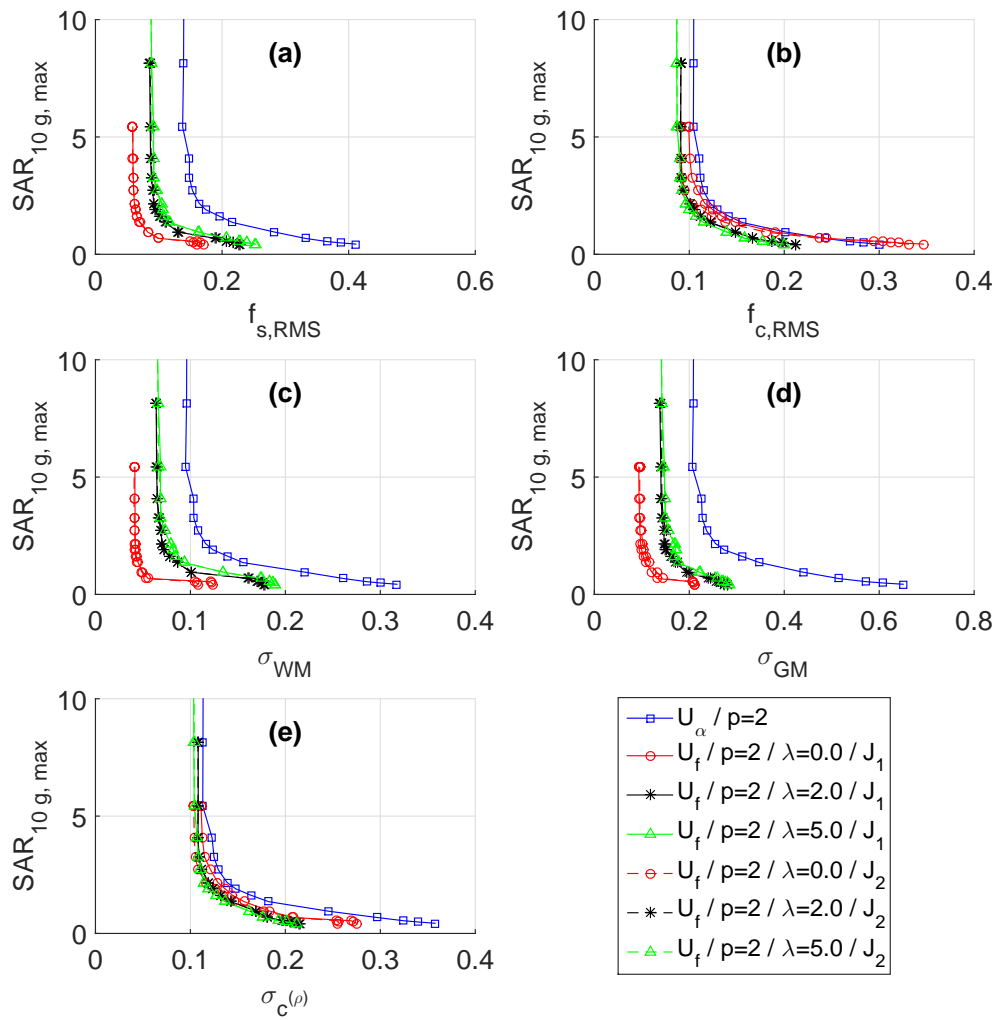 10
5
0
0
0.2
0.4
0.6
SAR10 g, max
fs,RMS
(a)
10
5
0
0
0.1
0.2
0.3
0.4
SAR10 g, max
fc,RMS
(b)
10
5
0
0
0.1
0.2
0.3
0.4
SAR10 g, max
σWM
(c)
10
5
0
0
0.2
0.4
0.6
0.8
SAR10 g, max
σGM
(d)
10
5
0
0
0.1
0.2
0.3
0.4
SAR10 g, max
σc(ρ)
(e)
Uα / p=2
Uf / p=2 / λ=0.0 / J1
Uf / p=2 / λ=2.0 / J1
Uf / p=2 / λ=5.0 / J1
Uf / p=2 / λ=0.0 / J2
Uf / p=2 / λ=2.0 / J2
Uf / p=2 / λ=5.0 / J2